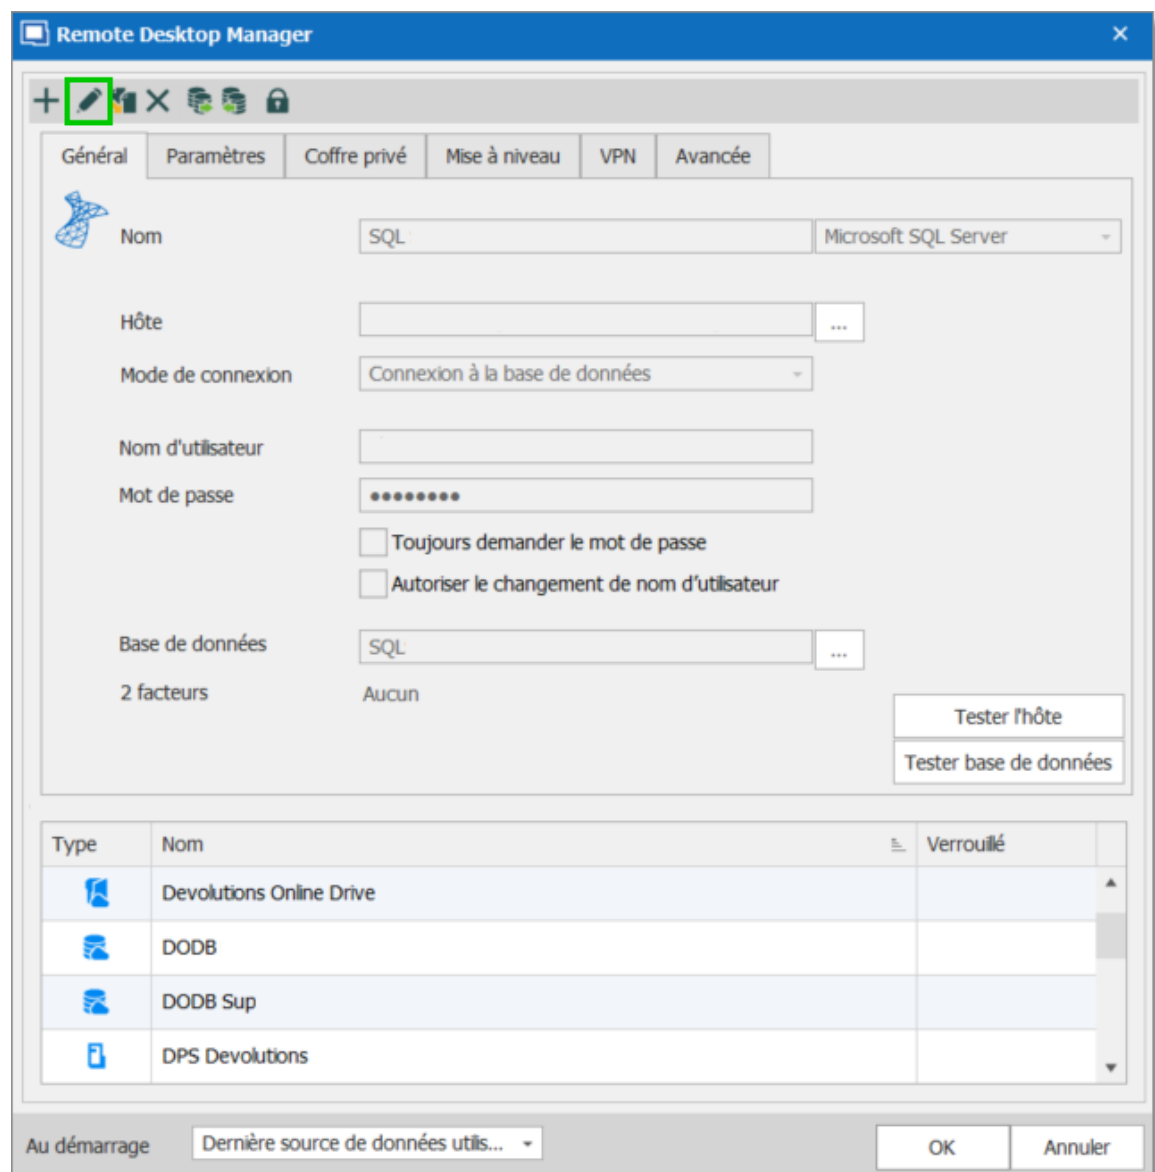 Remote Desktop Manager
Général Paramètres Coffre privé Mise à niveau VPN Avancée
Nom SQL Microsoft SQL Server
Hôte ...
Mode de connexion Connexion à la base de données
Nom d'utilisateur
Mot de passe ••••••••
Toujours demander le mot de passe
Autoriser le changement de nom d’utilisateur
Base de données SQL ...
2 facteurs Aucun
Tester l'hôte
Tester base de données
Type Nom Verrouillé
Devolutions Online Drive
DODB
DODB Sup
DPS Devolutions
Au démarrage Dernière source de données utilis... OK Annuler